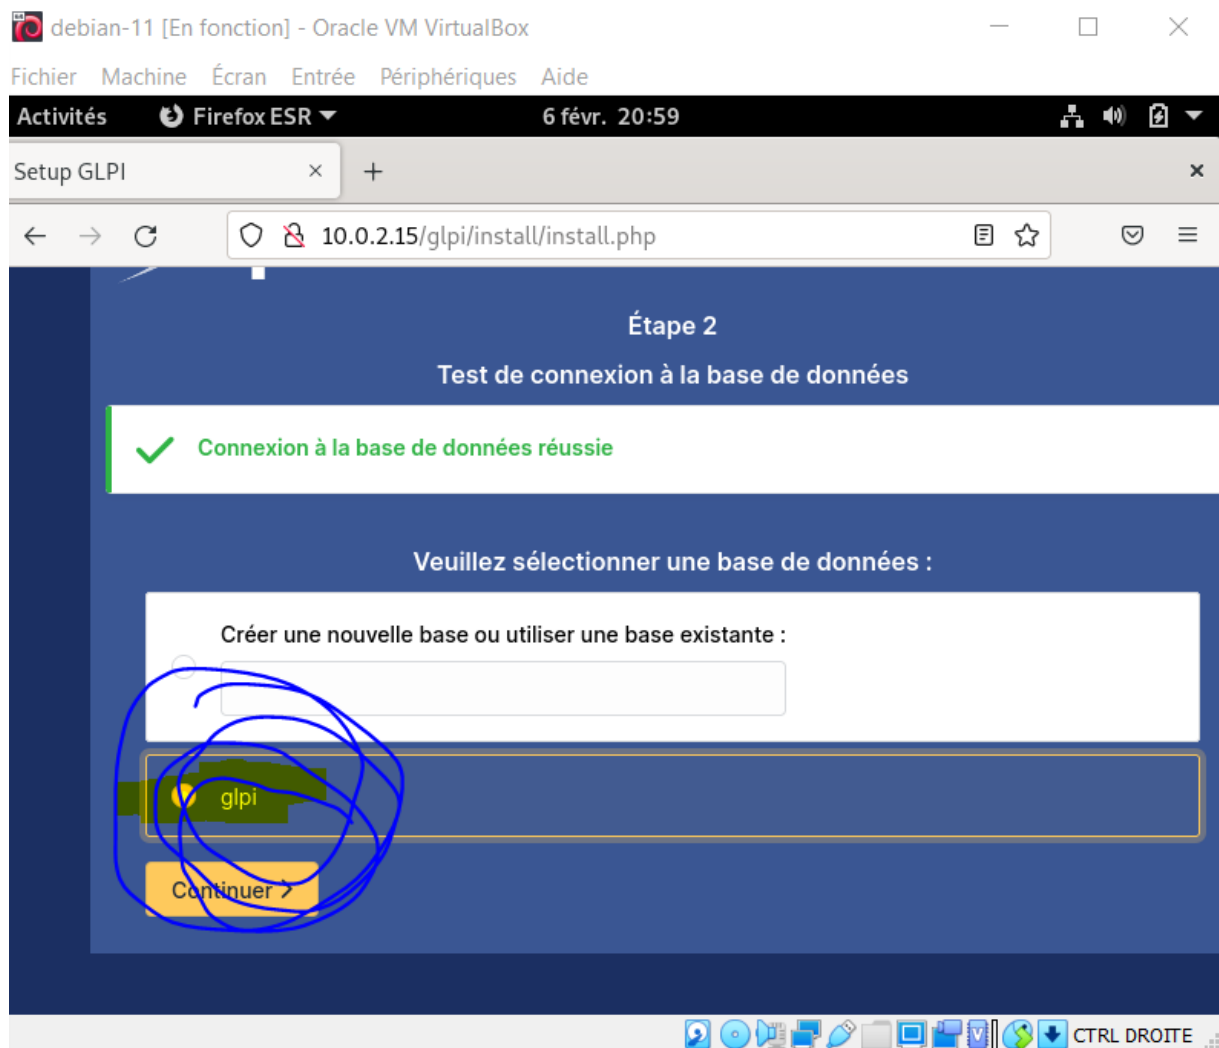 debian-11 [En fonction] - Oracle VM VirtualBox
Fichier Machine Écran Entrée Périphériques Aide
Activités Firefox ESR 6 févr. 20:59
Setup GLPI
10.0.2.15/glpi/install/install.php
Étape 2
Test de connexion à la base de données
Connexion à la base de données réussie
Veuillez sélectionner une base de données :
Créer une nouvelle base ou utiliser une base existante :
glpi
Continuer
CTRL DROITE